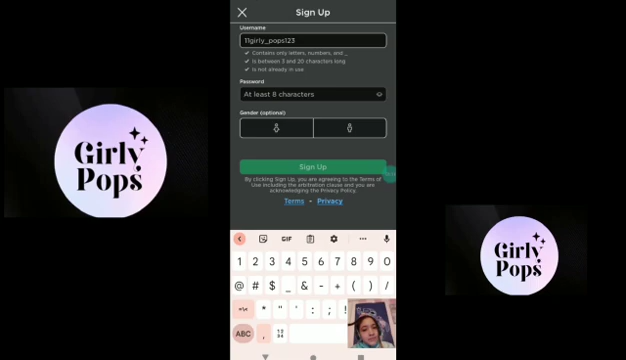 Sign Up
Username
11girly_pops123
Contains only letters, numbers, and _
Is between 3 and 20 characters long
Is not already in use
Password
At least 8 characters
Gender (optional)
Sign Up
By clicking Sign Up, you are agreeing to the Terms of
Use including the arbitration clause and you are
acknowledging the Privacy Policy.
Terms • Privacy
Girly
Pops
Girly
Pops
GIF
1 2 3 4 5 6 7 8 9 0
@ # $ _ & - + ( ) /
* " ' : ; !
ABC , 12 34